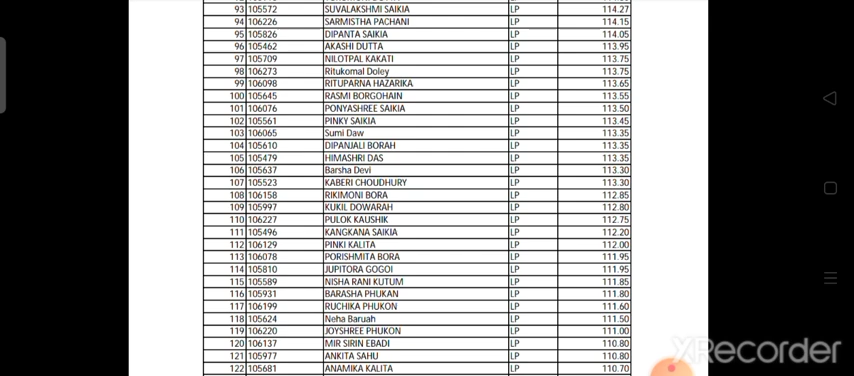 93 105572 SUVALAKSHMI SAIKIA LP 114.27
94 106226 SARMISTHA PACHANI LP 114.15
95 105826 DIPANTA SAIKIA LP 114.05
96 105462 AKASHI DUTTA LP 113.95
97 105709 NILOTPAL KAKATI LP 113.75
98 106273 Ritukomal Doley LP 113.75
99 106098 RITUPARNA HAZARIKA LP 113.65
100 105645 RASMI BORGOHAIN LP 113.55
101 106076 PONYASHREE SAIKIA LP 113.50
102 105561 PINKY SAIKIA LP 113.45
103 106065 Sumi Daw LP 113.35
104 105610 DIPANJALI BORAH LP 113.35
105 105479 HIMASHRI DAS LP 113.35
106 105637 Barsha Devi LP 113.30
107 105523 KABERI CHOUDHURY LP 113.30
108 106158 RIKIMONI BORA LP 112.85
109 105997 KUKIL DOWARAH LP 112.80
110 106227 PULOK KAUSHIK LP 112.75
111 105496 KANGKANA SAIKIA LP 112.20
112 106129 PINKI KALITA LP 112.00
113 106078 PORISHMITA BORA LP 111.95
114 105810 JUPITORA GOGOI LP 111.95
115 105589 NISHA RANI KUTUM LP 111.85
116 105931 BARASHA PHUKAN LP 111.80
117 106199 RUCHIKA PHUKON LP 111.60
118 105624 Neha Baruah LP 111.50
119 106220 JOYSHREE PHUKON LP 111.00
120 106137 MIR SIRIN EBADI LP 110.80
121 105977 ANKITA SAHU LP 110.80
122 105681 ANAMIKA KALITA LP 110.70
XRecorder